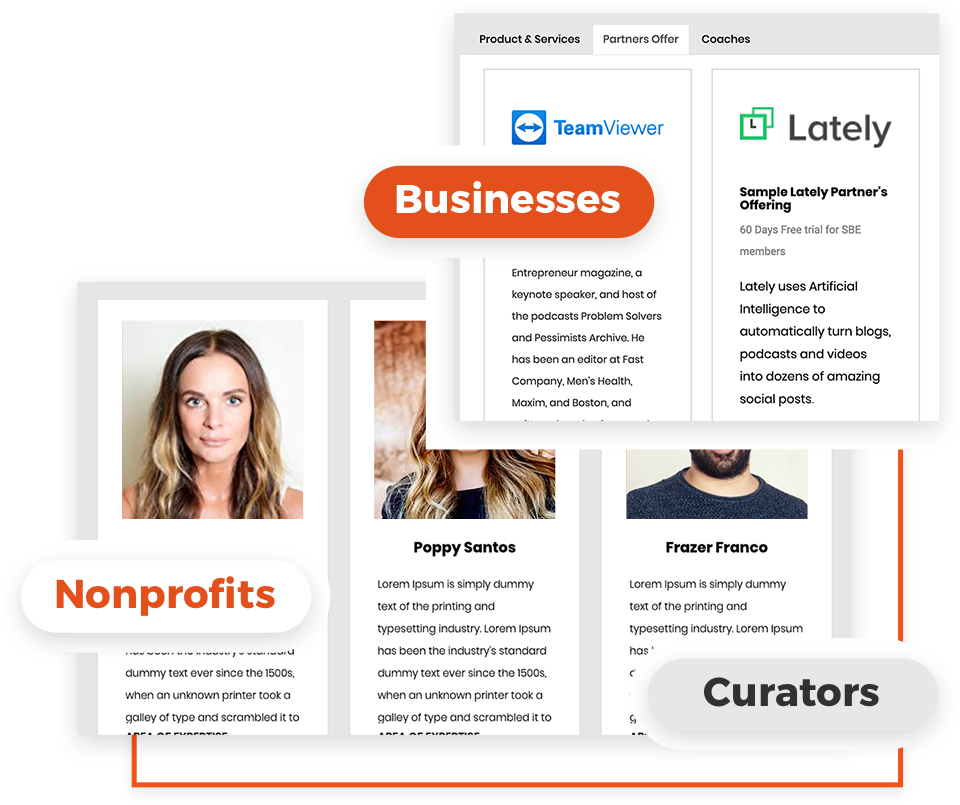 Product & Services
Partners Offer
Coaches
TeamViewer
Lately
Businesses
Sample Lately Partner's
Offering
60 Days Free trial for SBE
members
Entrepreneur magazine, a
keynote speaker, and host of
the podcasts Problem Solvers
and Pessimists Archive. He
has been an editor at Fast
Company, Men's Health,
Maxim, and Boston, and
Lately uses Artificial
Intelligence to
automatically turn blogs,
podcasts and videos
into dozens of amazing
social posts.
Nonprofits
has been the industry's standard
dummy text ever since the 1500s,
when an unknown printer took a
galley of type and scrambled it to
AREA OF EXPERTISE
Poppy Santos
Lorem Ipsum is simply dummy
text of the printing and
typesetting industry. Lorem Ipsum
has been the industry's standard
dummy text ever since the 1500s,
when an unknown printer took a
galley of type and scrambled it to
AREA OF EXPERTISE
Frazer Franco
Lorem Ipsum is simply dummy
text of the printing and
typesetting industry. Lorem Ipsum
has
Curators